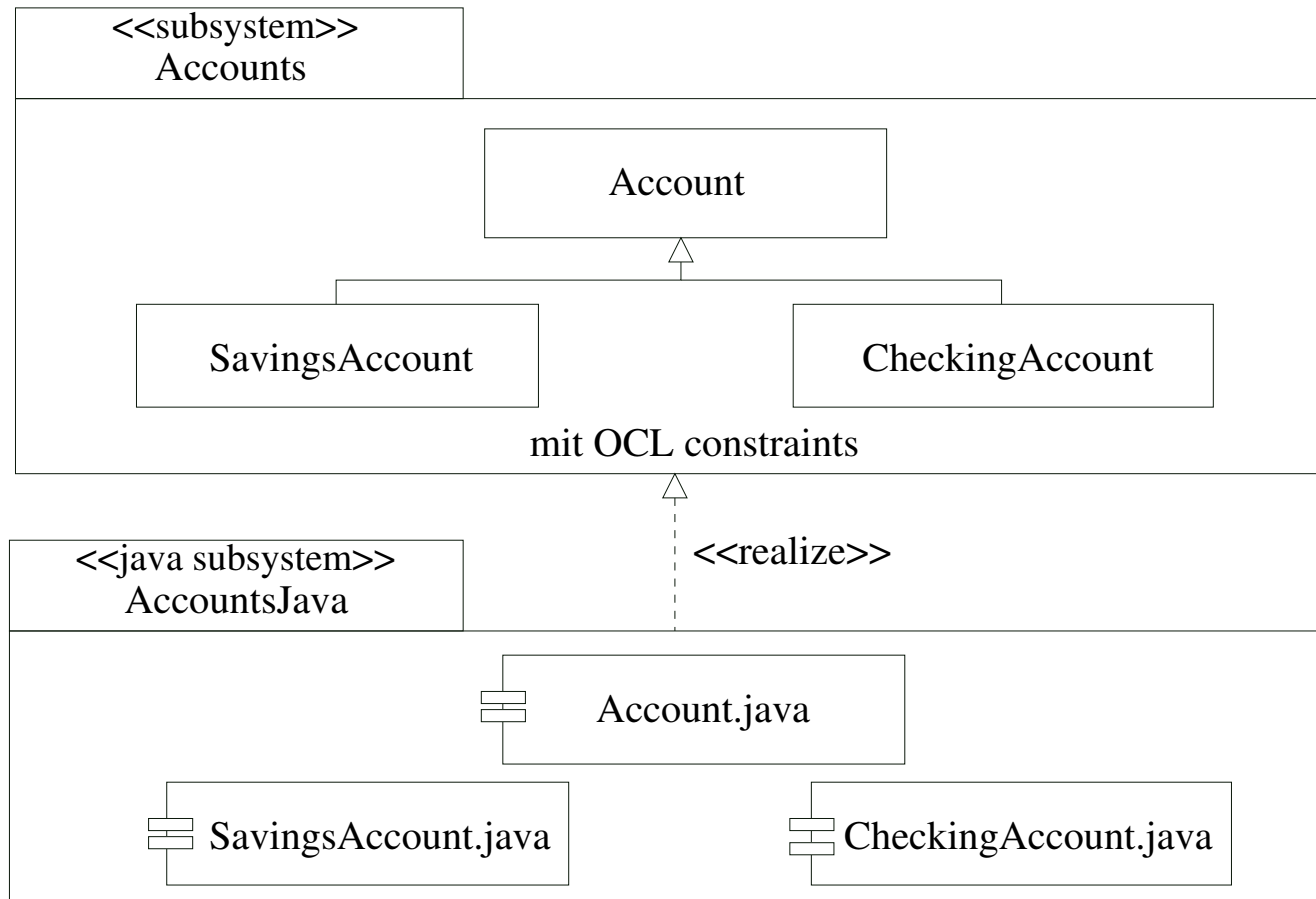 <<subsystem>>
Accounts
Account
SavingsAccount
CheckingAccount
mit OCL constraints
<<realize>>
<<java subsystem>>
AccountsJava
Account.java
SavingsAccount.java
CheckingAccount.java